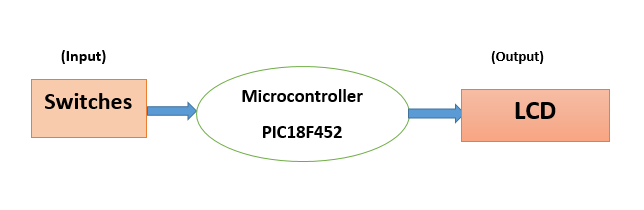 (Input)
Switches
Microcontroller
PIC18F452
(Output)
LCD